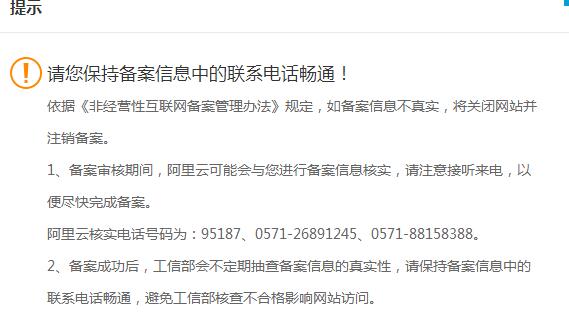 提示
请您保持备案信息中的联系电话畅通！
依据《非经营性互联网备案管理办法》规定，如备案信息不真实，将关闭网站并
注销备案。
1、备案审核期间，阿里云可能会与您进行备案信息核实，请注意接听来电，以
便尽快完成备案。
阿里云核实电话号码为：95187、0571-26891245、0571-88158388。
2、备案成功后，工信部会不定期抽查备案信息的真实性，请保持备案信息中的
联系电话畅通，避免工信部核查不合格影响网站访问。